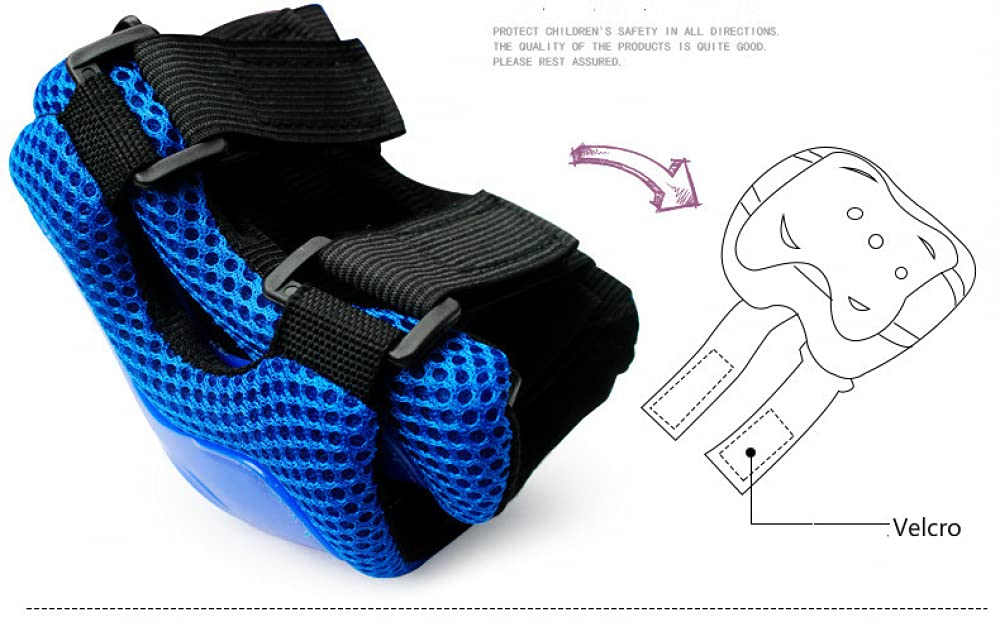 PROTECT CHILDREN'S SAFETY IN ALL DIRECTIONS.
THE QUALITY OF THE PRODUCTS IS QUITE GOOD.
PLEASE REST ASSURED.
Velcro